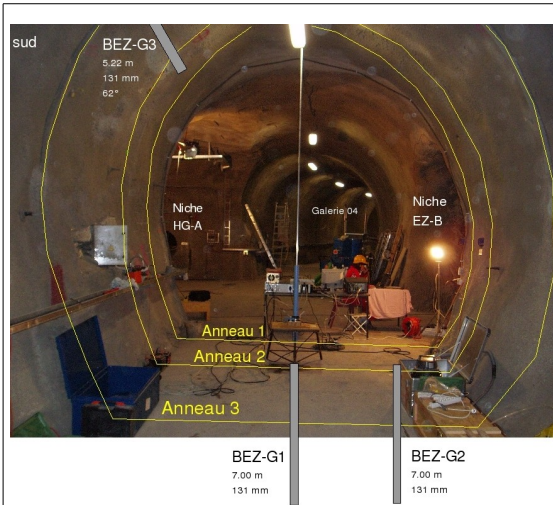 sud
BEZ-G3
5.22 m
131 mm
62°
Niche
HG-A
Galerie 04
Niche
EZ-B
Anneau 1
Anneau 2
Anneau 3
BEZ-G1
7.00 m
131 mm
BEZ-G2
7.00 m
131 mm